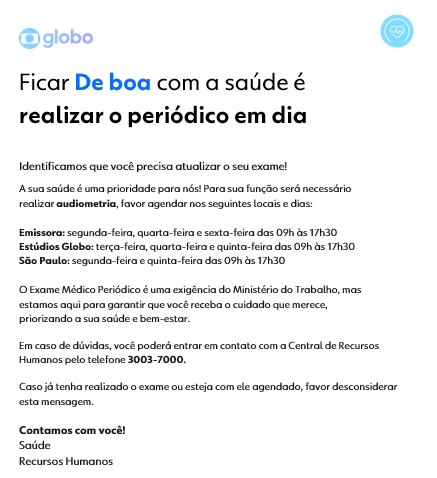 globo
Ficar De boa com a saúde é
realizar o periódico em dia
Identificamos que você precisa atualizar o seu exame!
A sua saúde é uma prioridade para nós! Para sua função será necessário
realizar audiometria, favor agendar nos seguintes locais e dias:
Emissora: segunda-feira, quarta-feira e sexta-feira das 09h às 17h30
Estúdios Globo: terça-feira, quarta-feira e quinta-feira das 09h às 17h30
São Paulo: segunda-feira e quinta-feira das 09h às 17h30
O Exame Médico Periódico é uma exigência do Ministério do Trabalho, mas
estamos aqui para garantir que você receba o cuidado que merece,
priorizando a sua saúde e bem-estar.
Em caso de dúvidas, você poderá entrar em contato com a Central de Recursos
Humanos pelo telefone 3003-7000.
Caso já tenha realizado o exame ou esteja com ele agendado, favor desconsiderar
esta mensagem.
Contamos com você!
Saúde
Recursos Humanos